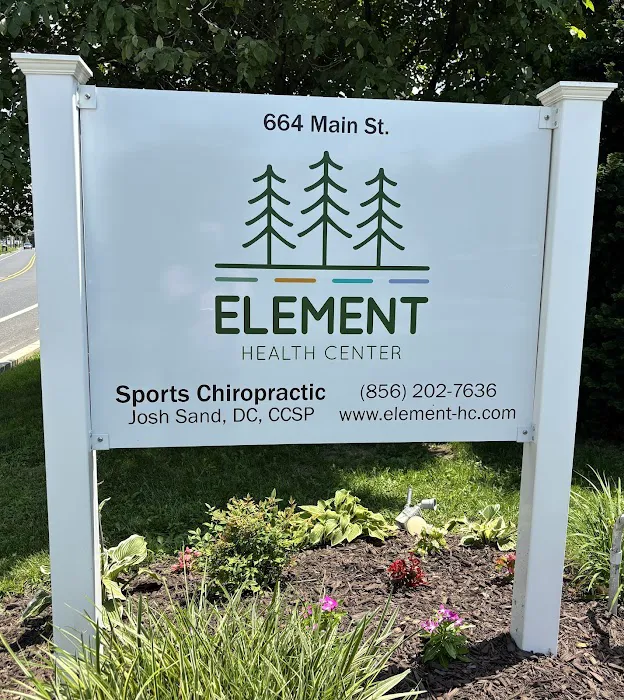 664 Main St.
ELEMENT
HEALTH CENTER
Sports Chiropractic
Josh Sand, DC, CCSP
(856) 202-7636
www.element-hc.com